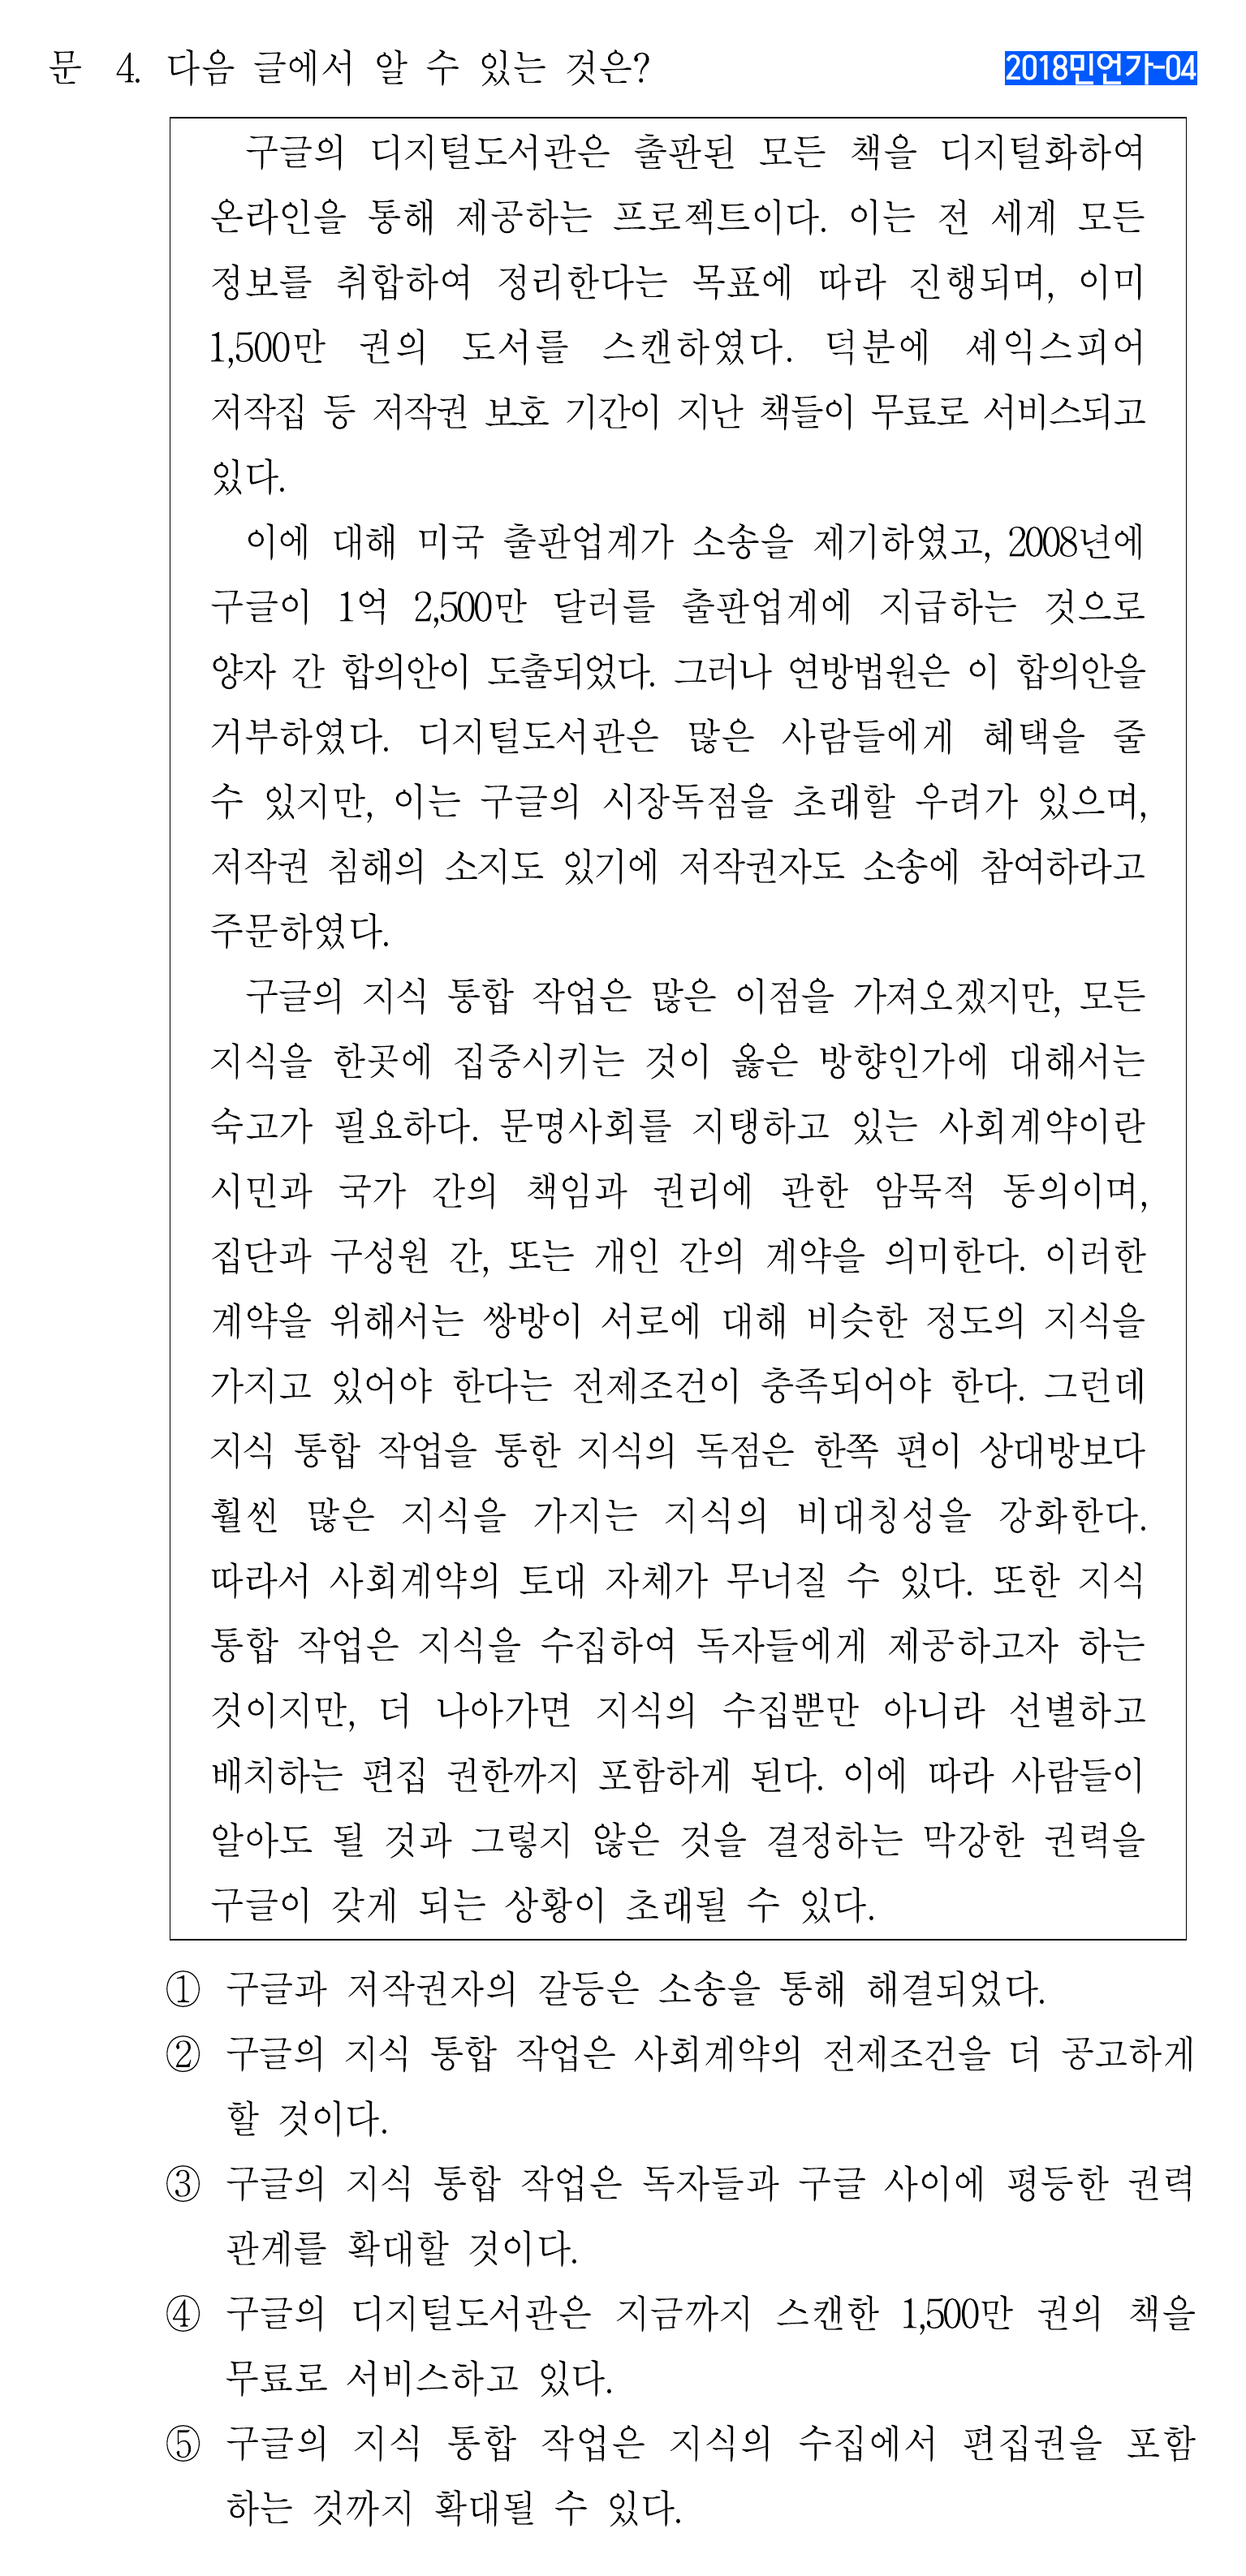 문 4. 다음 글에서 알 수 있는 것은?
2018민언가-04
구글의 디지털도서관은 출판된 모든 책을 디지털화하여
온라인을 통해 제공하는 프로젝트이다. 이는 전 세계 모든
정보를 취합하여 정리한다는 목표에 따라 진행되며, 이미
1,500만 권의 도서를 스캔하였다. 덕분에 셰익스피어
저작집 등 저작권 보호 기간이 지난 책들이 무료로 서비스되고
있다.
이에 대해 미국 출판업계가 소송을 제기하였고, 2008년에
구글이 1억 2,500만 달러를 출판업계에 지급하는 것으로
양자 간 합의안이 도출되었다. 그러나 연방법원은 이 합의안을
거부하였다. 디지털도서관은 많은 사람들에게 혜택을 줄
수 있지만, 이는 구글의 시장독점을 초래할 우려가 있으며,
저작권 침해의 소지도 있기에 저작권자도 소송에 참여하라고
주문하였다.
구글의 지식 통합 작업은 많은 이점을 가져오겠지만, 모든
지식을 한곳에 집중시키는 것이 옳은 방향인가에 대해서는
숙고가 필요하다. 문명사회를 지탱하고 있는 사회계약이란
시민과 국가 간의 책임과 권리에 관한 암묵적 동의이며,
집단과 구성원 간, 또는 개인 간의 계약을 의미한다. 이러한
계약을 위해서는 쌍방이 서로에 대해 비슷한 정도의 지식을
가지고 있어야 한다는 전제조건이 충족되어야 한다. 그런데
지식 통합 작업을 통한 지식의 독점은 한쪽 편이 상대방보다
훨씬 많은 지식을 가지는 지식의 비대칭성을 강화한다.
따라서 사회계약의 토대 자체가 무너질 수 있다. 또한 지식
통합 작업은 지식을 수집하여 독자들에게 제공하고자 하는
것이지만, 더 나아가면 지식의 수집뿐만 아니라 선별하고
배치하는 편집 권한까지 포함하게 된다. 이에 따라 사람들이
알아도 될 것과 그렇지 않은 것을 결정하는 막강한 권력을
구글이 갖게 되는 상황이 초래될 수 있다.
① 구글과 저작권자의 갈등은 소송을 통해 해결되었다.
② 구글의 지식 통합 작업은 사회계약의 전제조건을 더 공고하게
할 것이다.
③ 구글의 지식 통합 작업은 독자들과 구글 사이에 평등한 권력
관계를 확대할 것이다.
④ 구글의 디지털도서관은 지금까지 스캔한 1,500만 권의 책을
무료로 서비스하고 있다.
⑤ 구글의 지식 통합 작업은 지식의 수집에서 편집권을 포함
하는 것까지 확대될 수 있다.